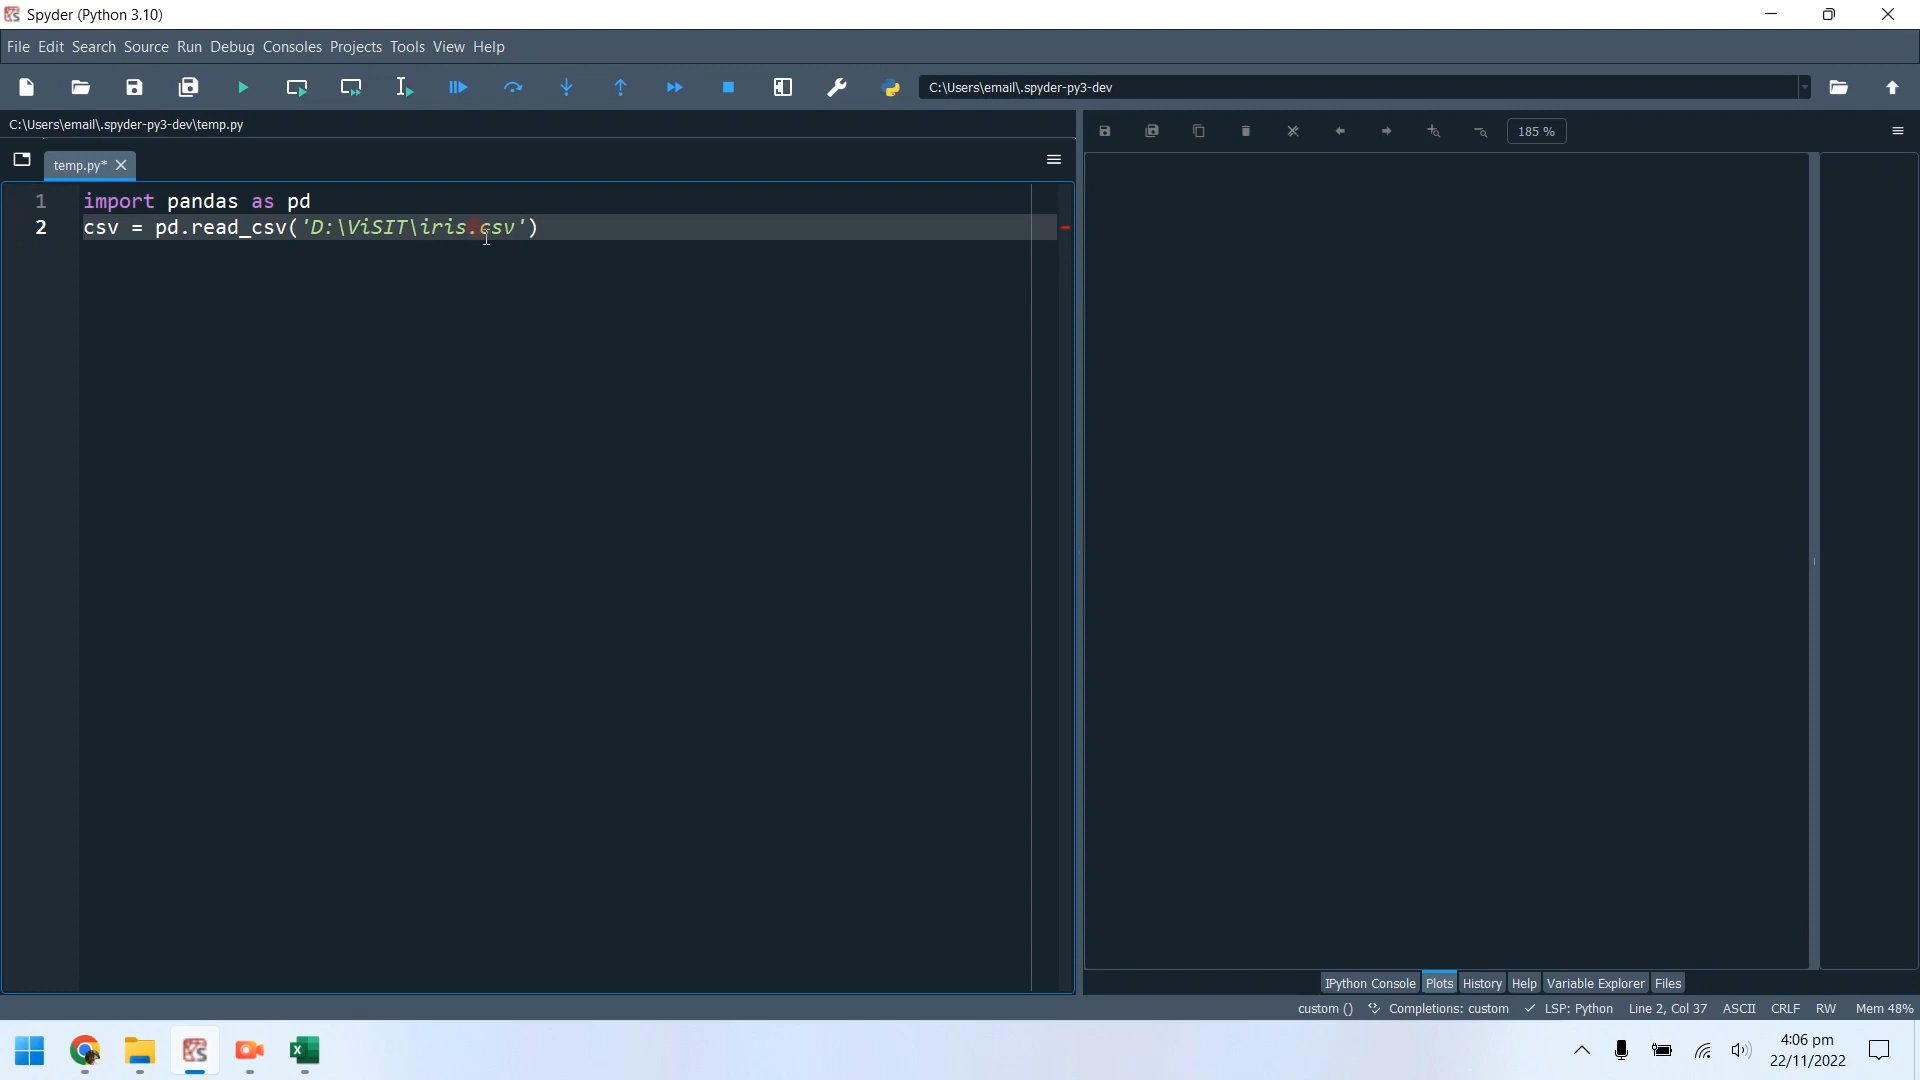 Spyder (Python 3.10)
File Edit Search Source Run Debug Consoles Projects Tools View Help
C:\Users\email\.spyder-py3-dev
C:\Users\email\.spyder-py3-dev\temp.py
185 %
temp.py*
1 import pandas as pd
2 csv = pd.read_csv('D:\ViSIT\iris.csv')
IPython Console Plots History Help Variable Explorer Files
custom () Completions: custom LSP: Python Line 2, Col 37 ASCII CRLF RW Mem 48%
4:06 pm
22/11/2022